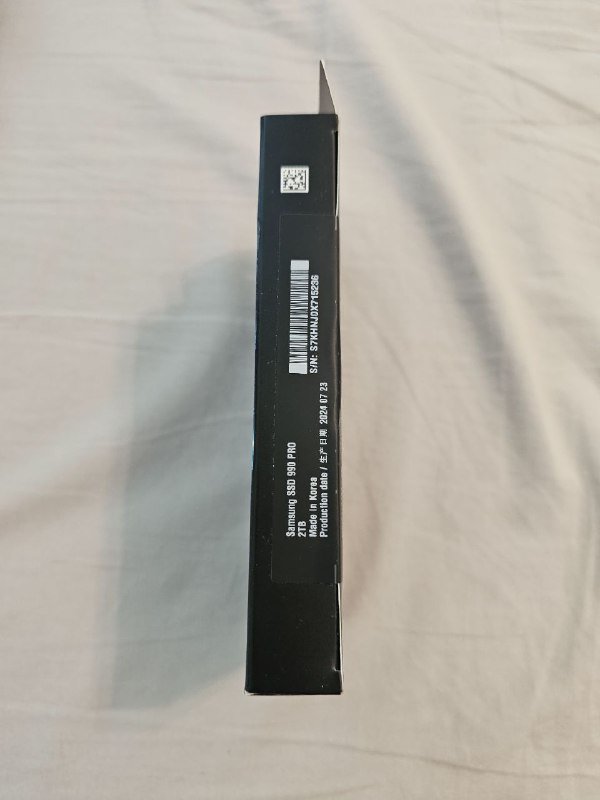 Samsung SSD 990 PRO
2TB
Made in Korea
Production date / 生产日期 2024 07 23
S/N: S7KHNJ0X715236